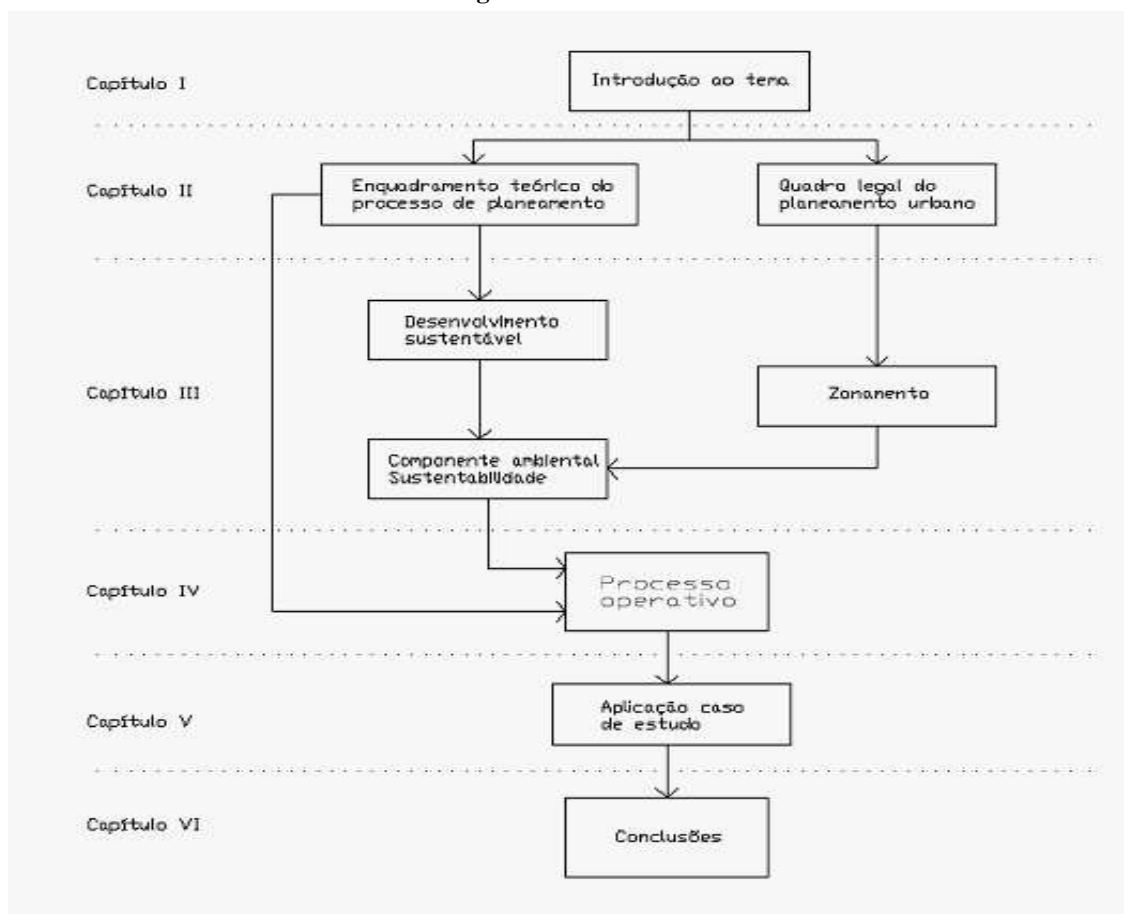 Capítulo I
Introdução ao tema
Capítulo II
Enquadramento teórico do
processo de planeamento
Quadro legal do
planeamento urbano
Desenvolvimento
sustentável
Capítulo III
Zonamento
Componente ambiental
Sustentabilidade
Capítulo IV
Processo
operativo
Capítulo V
Aplicação caso
de estudo
Capítulo VI
Conclusões